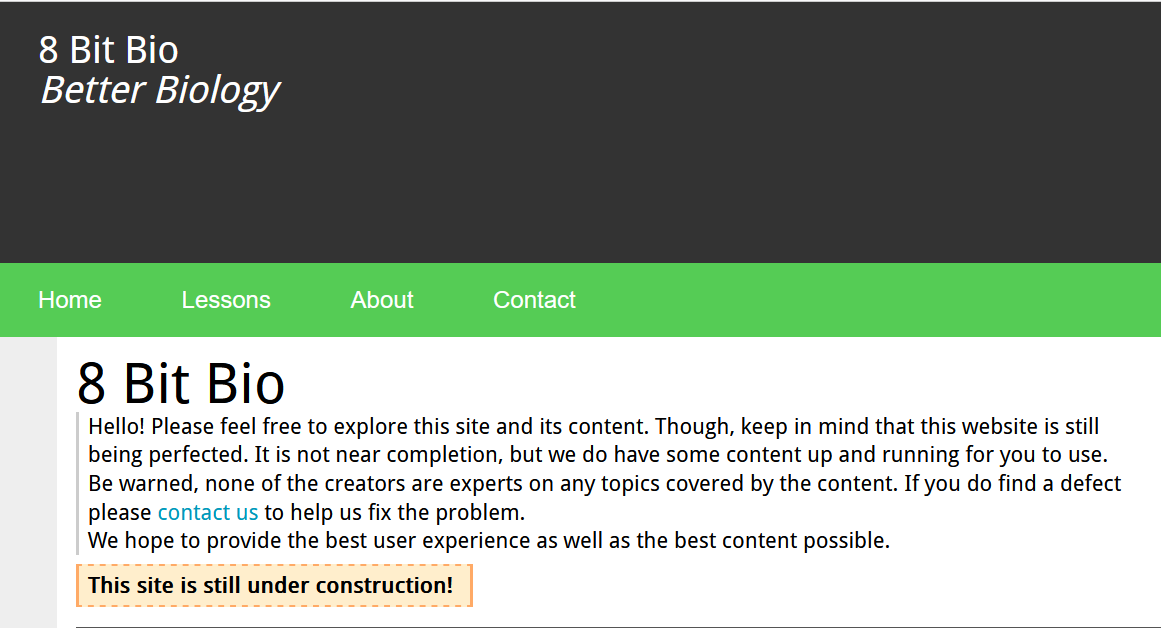 8 Bit Bio
Better Biology
Home Lessons About Contact
8 Bit Bio
Hello! Please feel free to explore this site and its content. Though, keep in mind that this website is still
being perfected. It is not near completion, but we do have some content up and running for you to use.
Be warned, none of the creators are experts on any topics covered by the content. If you do find a defect
please contact us to help us fix the problem.
We hope to provide the best user experience as well as the best content possible.
This site is still under construction!